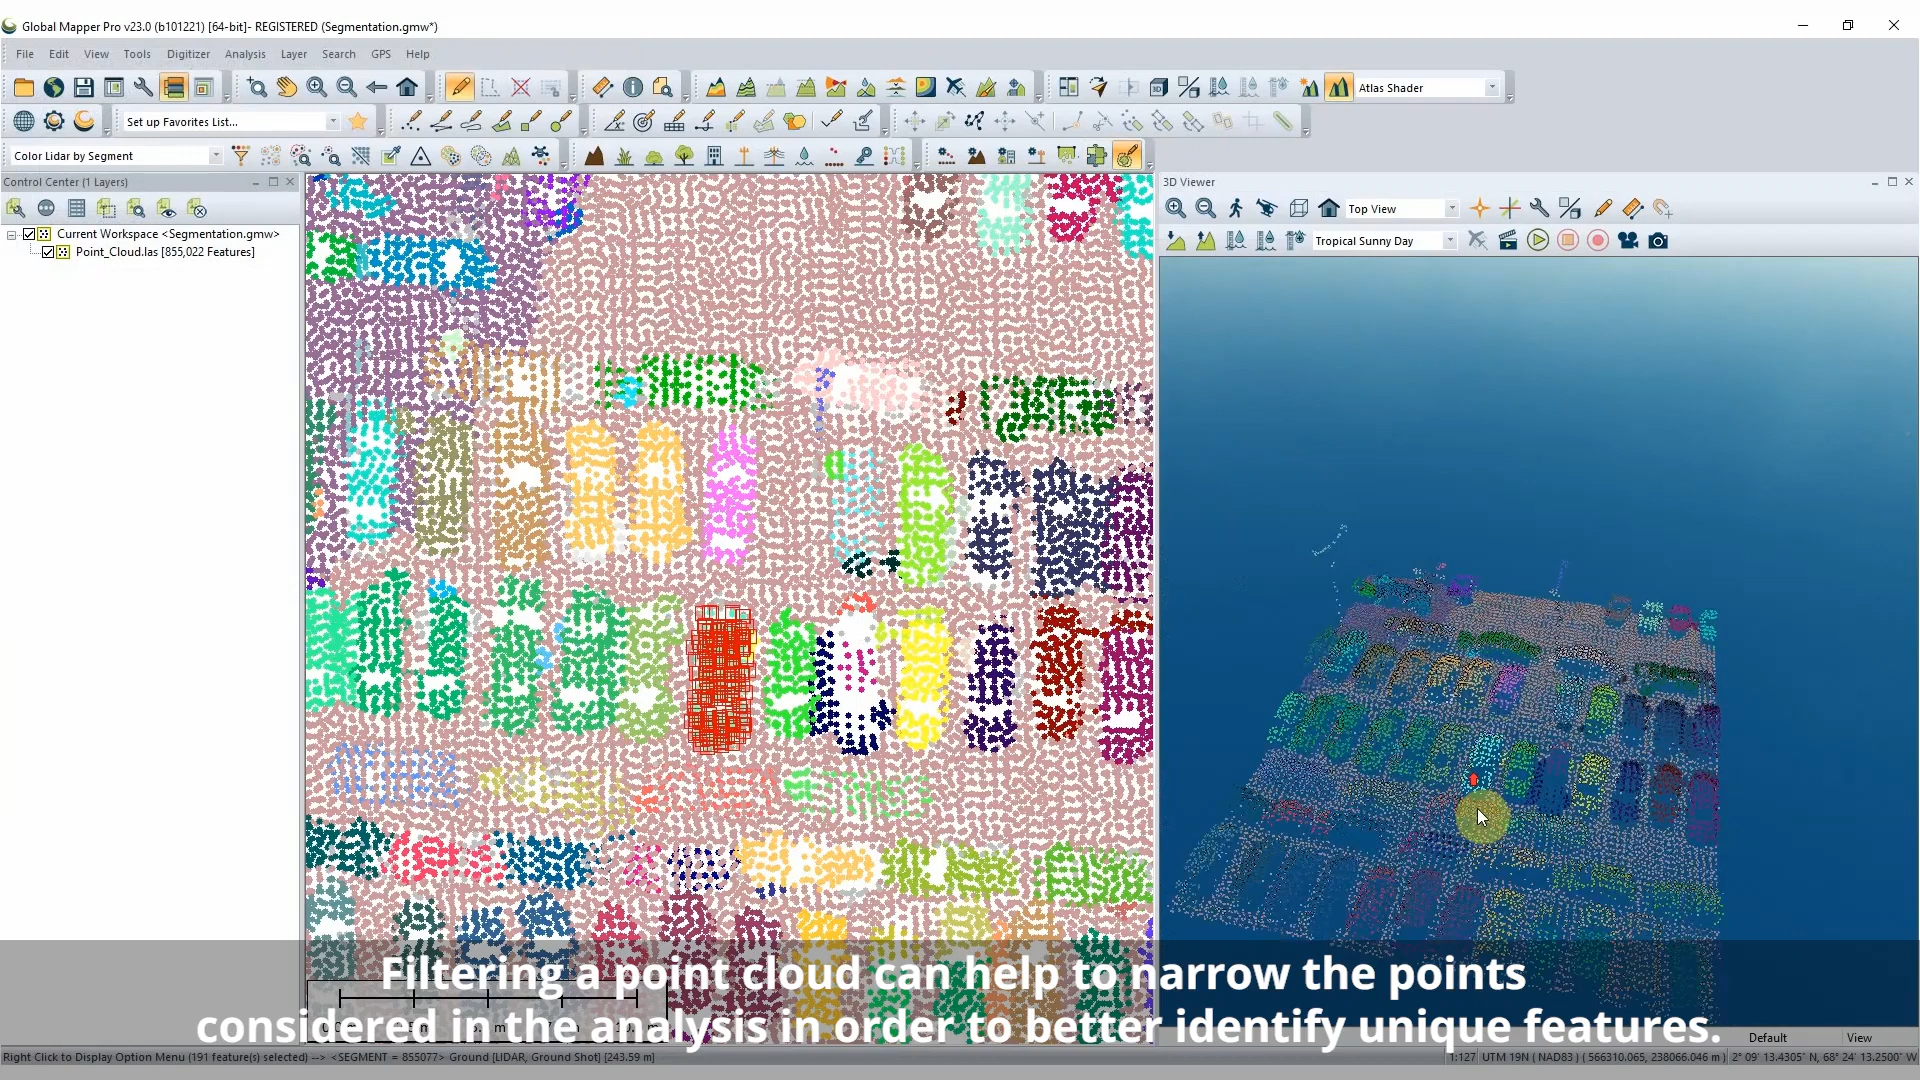 Global Mapper Pro v23.0 (b101221) [64-bit]- REGISTERED (Segmentation.gmw*)
File Edit View Tools Digitizer Analysis Layer Search GPS Help
Atlas Shader
Set up Favorites List...
Color Lidar by Segment
Control Center (1 Layers)
Current Workspace <Segmentation.gmw>
Point_Cloud.las [855,022 Features]
3D Viewer
Top View
Tropical Sunny Day
Filtering a point cloud can help to narrow the points
considered in the analysis in order to better identify unique features.
Default View
Right Click to Display Option Menu (191 feature(s) selected) --> <SEGMENT = 855077> Ground [LIDAR, Ground Shot] [243.59 m]
1:127 UTM 19N ( NAD83 ) ( 566310.065, 238066.046 m ) 2° 09' 13.4305" N, 68° 24' 13.2500" W